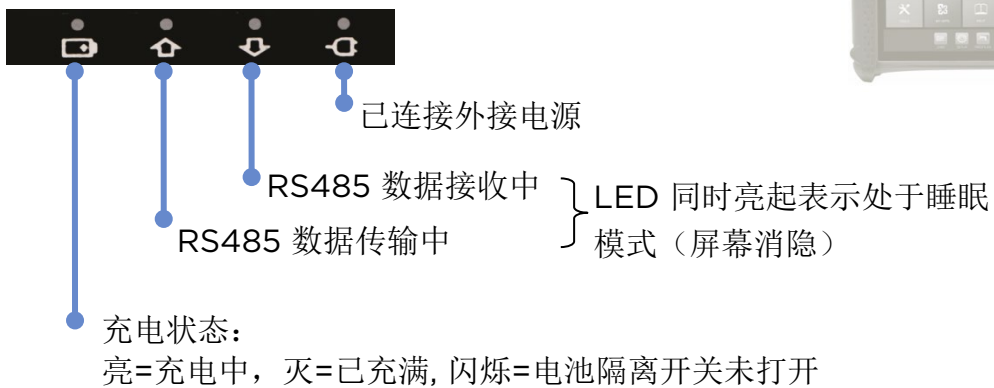 已连接外接电源
RS485 数据接收中
RS485 数据传输中
LED 同时亮起表示处于睡眠
模式（屏幕消隐）
充电状态：
亮=充电中，灭=已充满, 闪烁=电池隔离开关未打开